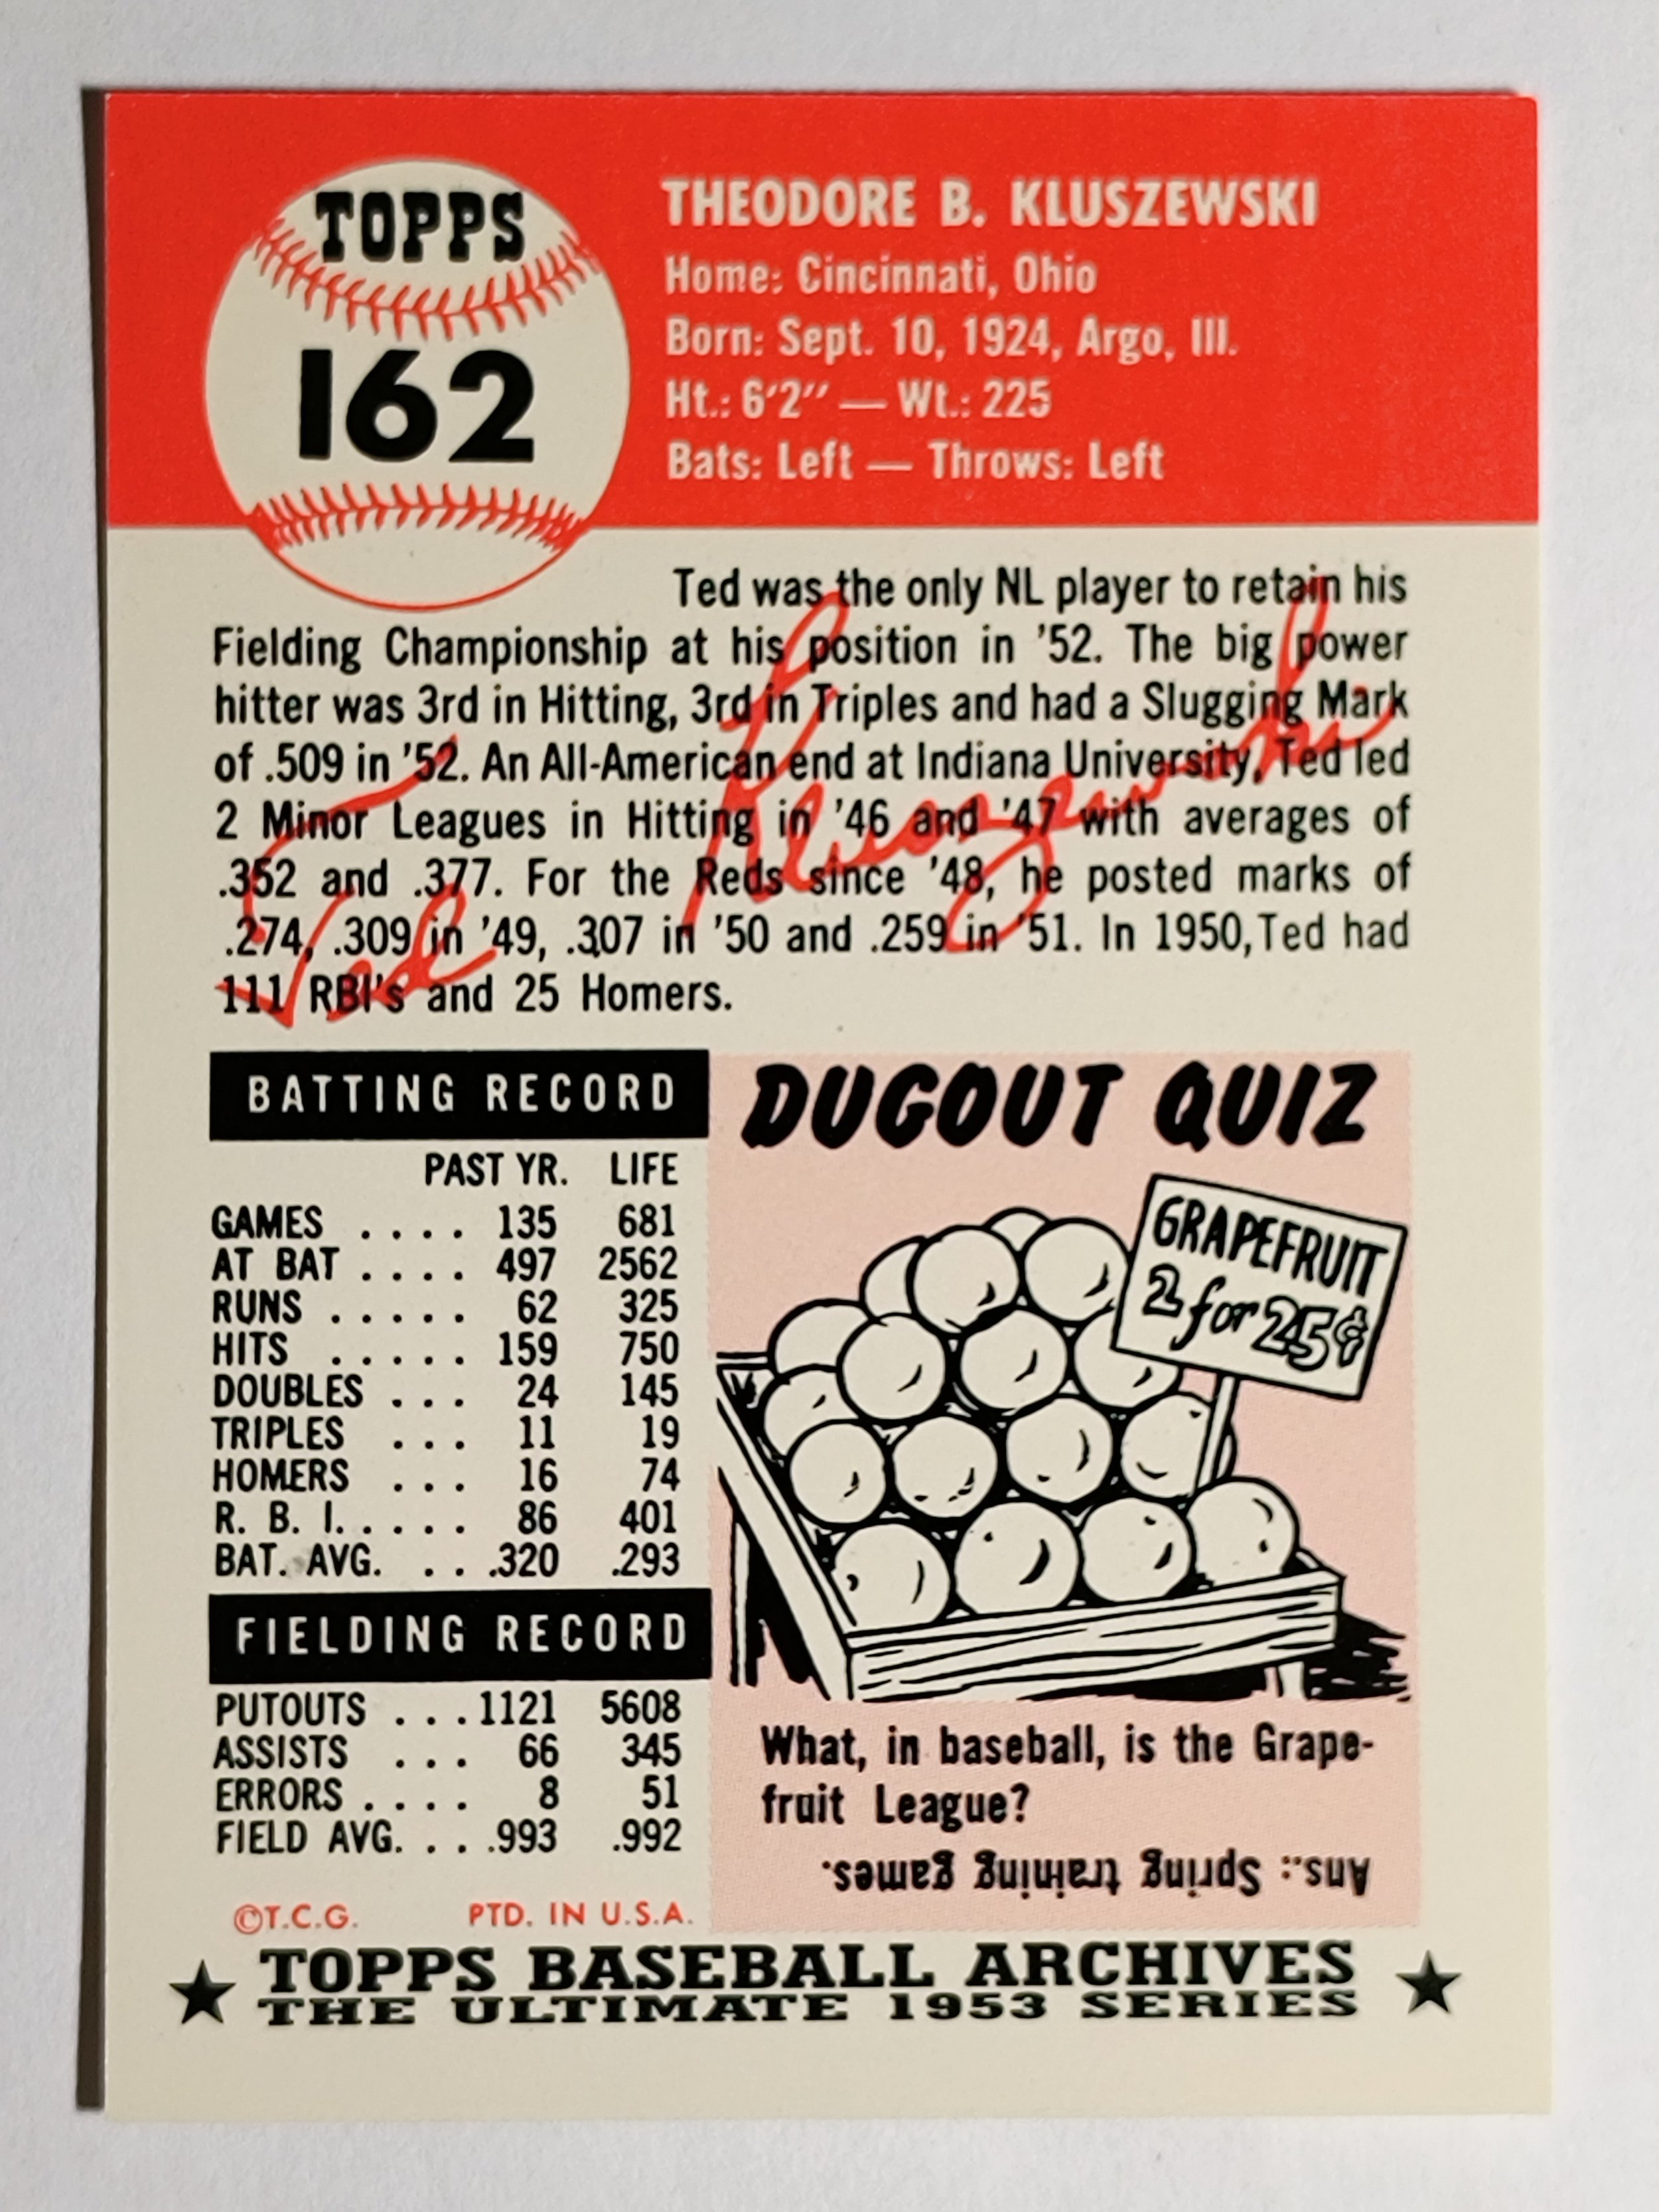 TOPPS
162
THEODORE B. KLUSZEWSKI
Home: Cincinnati, Ohio
Born: Sept. 10, 1924, Argo, Ill.
Ht.: 6'2" — Wt.: 225
Bats: Left — Throws: Left
Ted was the only NL player to retain his
Fielding Championship at his position in '52. The big power
hitter was 3rd in Hitting, 3rd in Triples and had a Slugging Mark
of .509 in '52. An All-American end at Indiana University, Ted led
2 Minor Leagues in Hitting in '46 and '47 with averages of
.352 and .377. For the Reds since '48, he posted marks of
.274, .309 in '49, .307 in '50 and .259 in '51. In 1950, Ted had
111 RBI's and 25 Homers.
Ted Kluszewski
BATTING RECORD
PAST YR. LIFE
GAMES .... 135 681
AT BAT .... 497 2562
RUNS ..... 62 325
HITS ..... 159 750
DOUBLES ... 24 145
TRIPLES ... 11 19
HOMERS ... 16 74
R. B. I. .... 86 401
BAT. AVG. .. .320 .293
FIELDING RECORD
PUTOUTS ... 1121 5608
ASSISTS ... 66 345
ERRORS .... 8 51
FIELD AVG. .. .993 .992
DUGOUT QUIZ
GRAPEFRUIT
2 for 25¢
What, in baseball, is the Grape-
fruit League?
Ans.: Spring training games.
©T.C.G. PTD. IN U.S.A.
★ TOPPS BASEBALL ARCHIVES ★
THE ULTIMATE 1953 SERIES